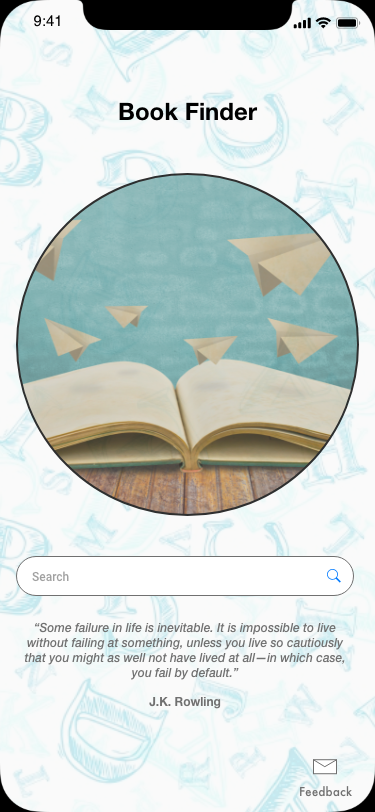 9:41
Book Finder
Search
“Some failure in life is inevitable. It is impossible to live
without failing at something, unless you live so cautiously
that you might as well not have lived at all—in which case,
you fail by default.”
J.K. Rowling
Feedback